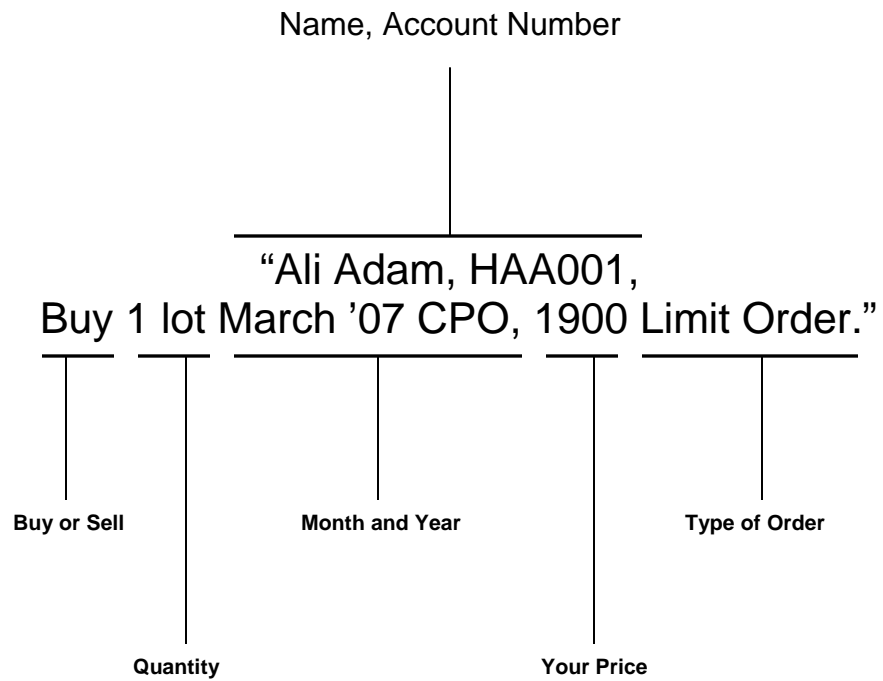 Name, Account Number
“Ali Adam, HAA001,
Buy 1 lot March ’07 CPO, 1900 Limit Order.”
Buy or Sell
Month and Year
Type of Order
Quantity
Your Price